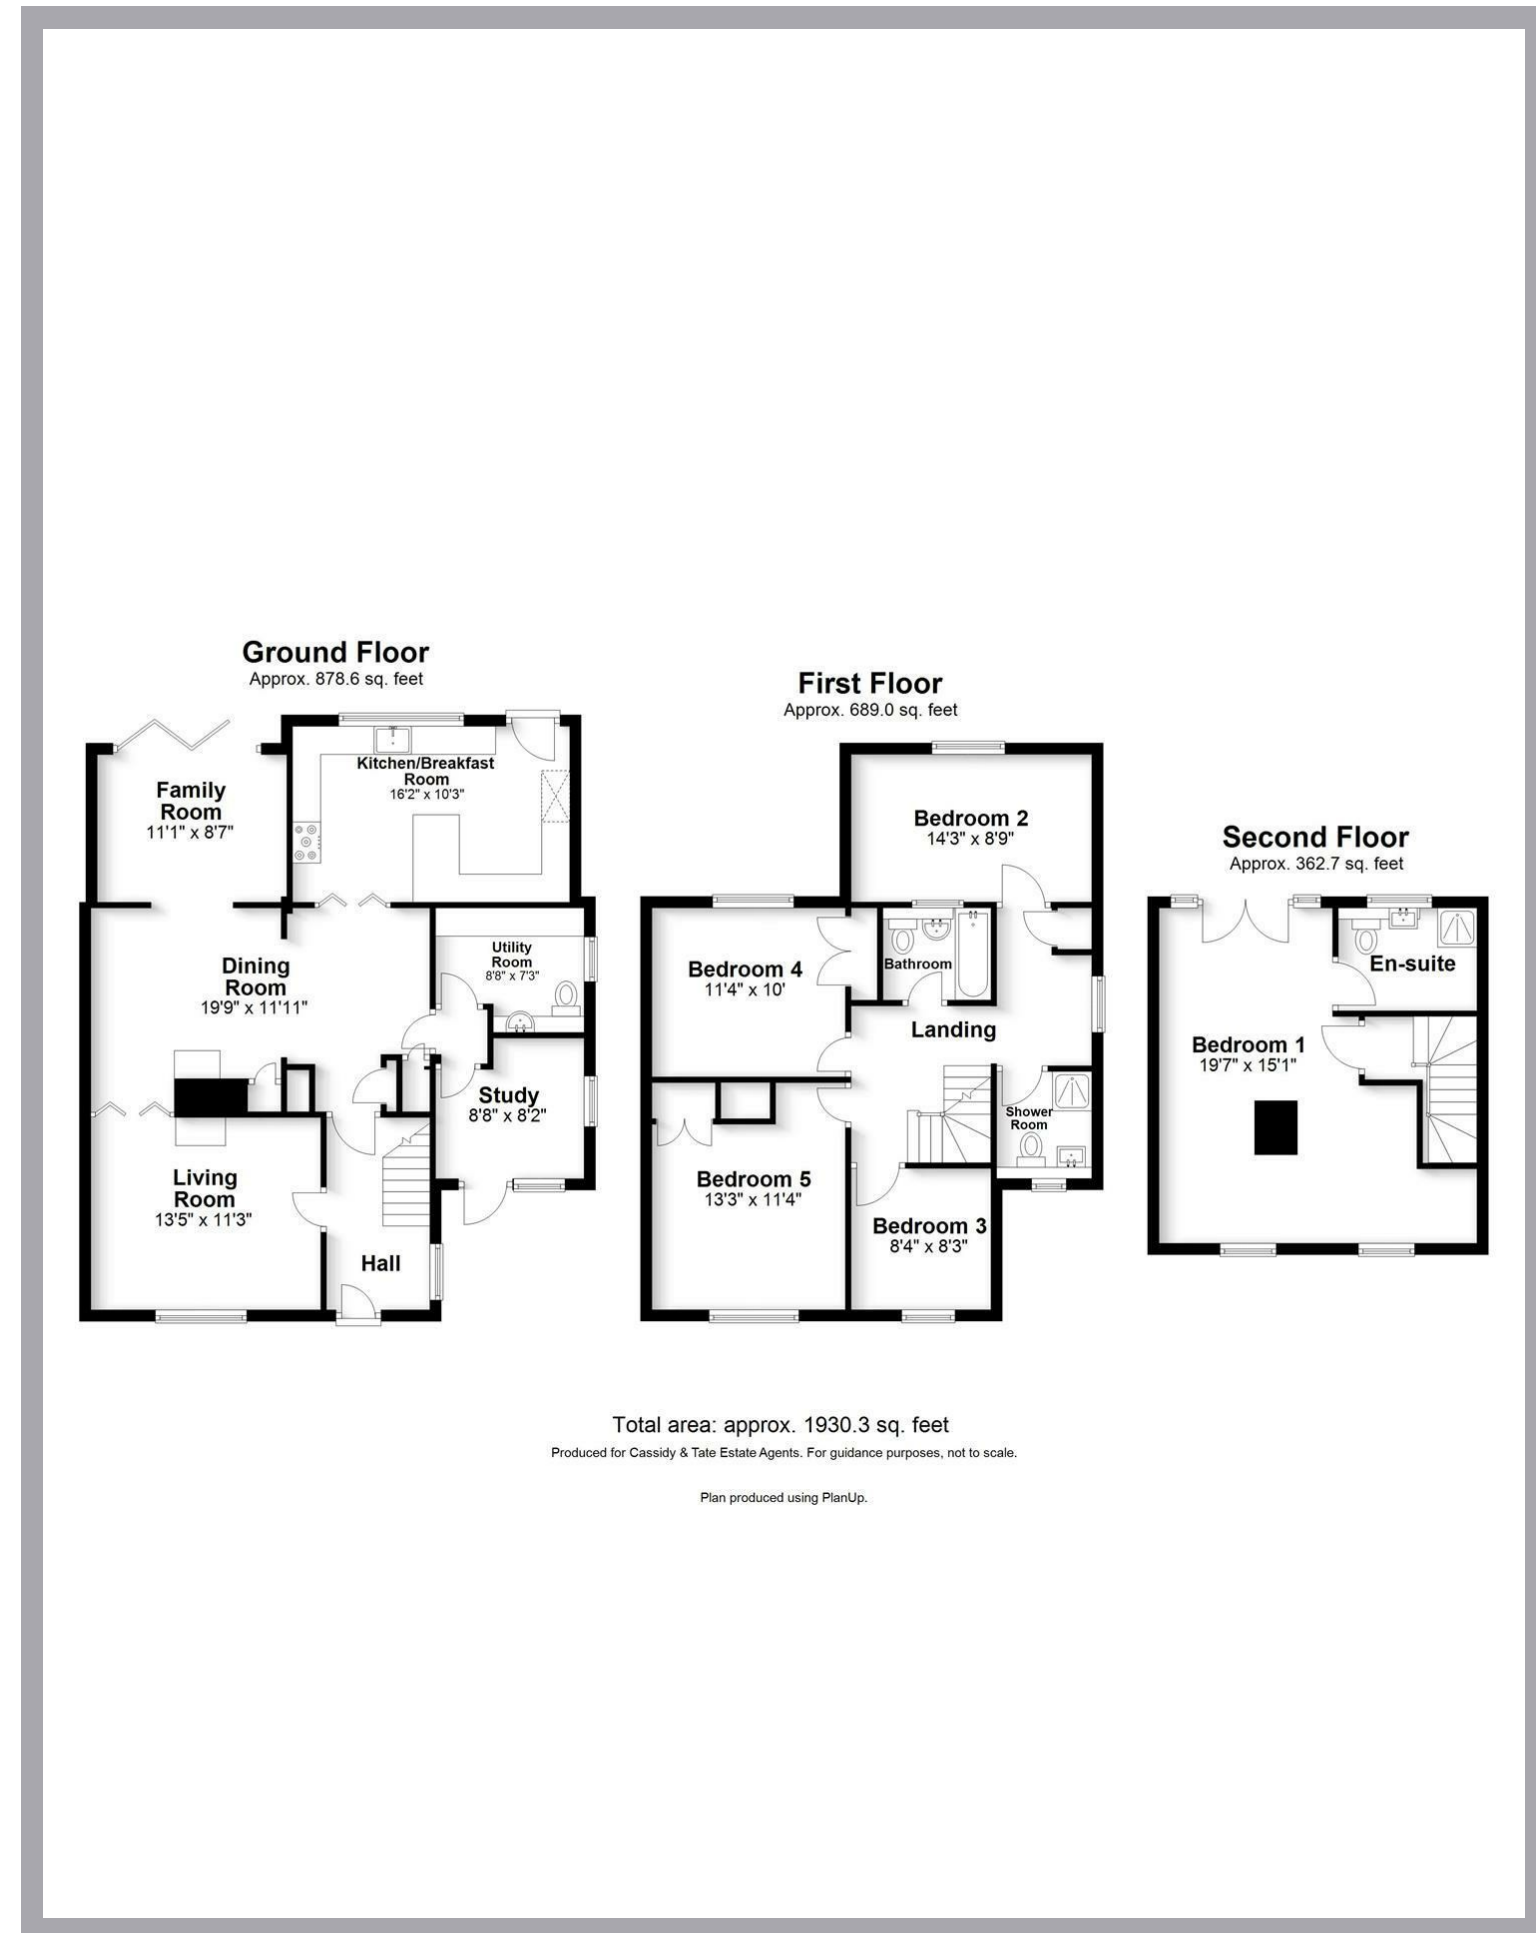 Ground Floor
Approx. 878.6 sq. feet
Kitchen/Breakfast
Room
16'2" x 10'3"
Family
Room
11'1" x 8'7"
Dining
Room
19'9" x 11'11"
Utility
Room
8'8" x 7'3"
Study
8'8" x 8'2"
Living
Room
13'5" x 11'3"
Hall
First Floor
Approx. 689.0 sq. feet
Bedroom 2
14'3" x 8'9"
Bedroom 4
11'4" x 10'
Bathroom
Landing
Shower
Room
Bedroom 5
13'3" x 11'4"
Bedroom 3
8'4" x 8'3"
Second Floor
Approx. 362.7 sq. feet
En-suite
Bedroom 1
19'7" x 15'1"
Total area: approx. 1930.3 sq. feet
Produced for Cassidy & Tate Estate Agents. For guidance purposes, not to scale.
Plan produced using PlanUp.